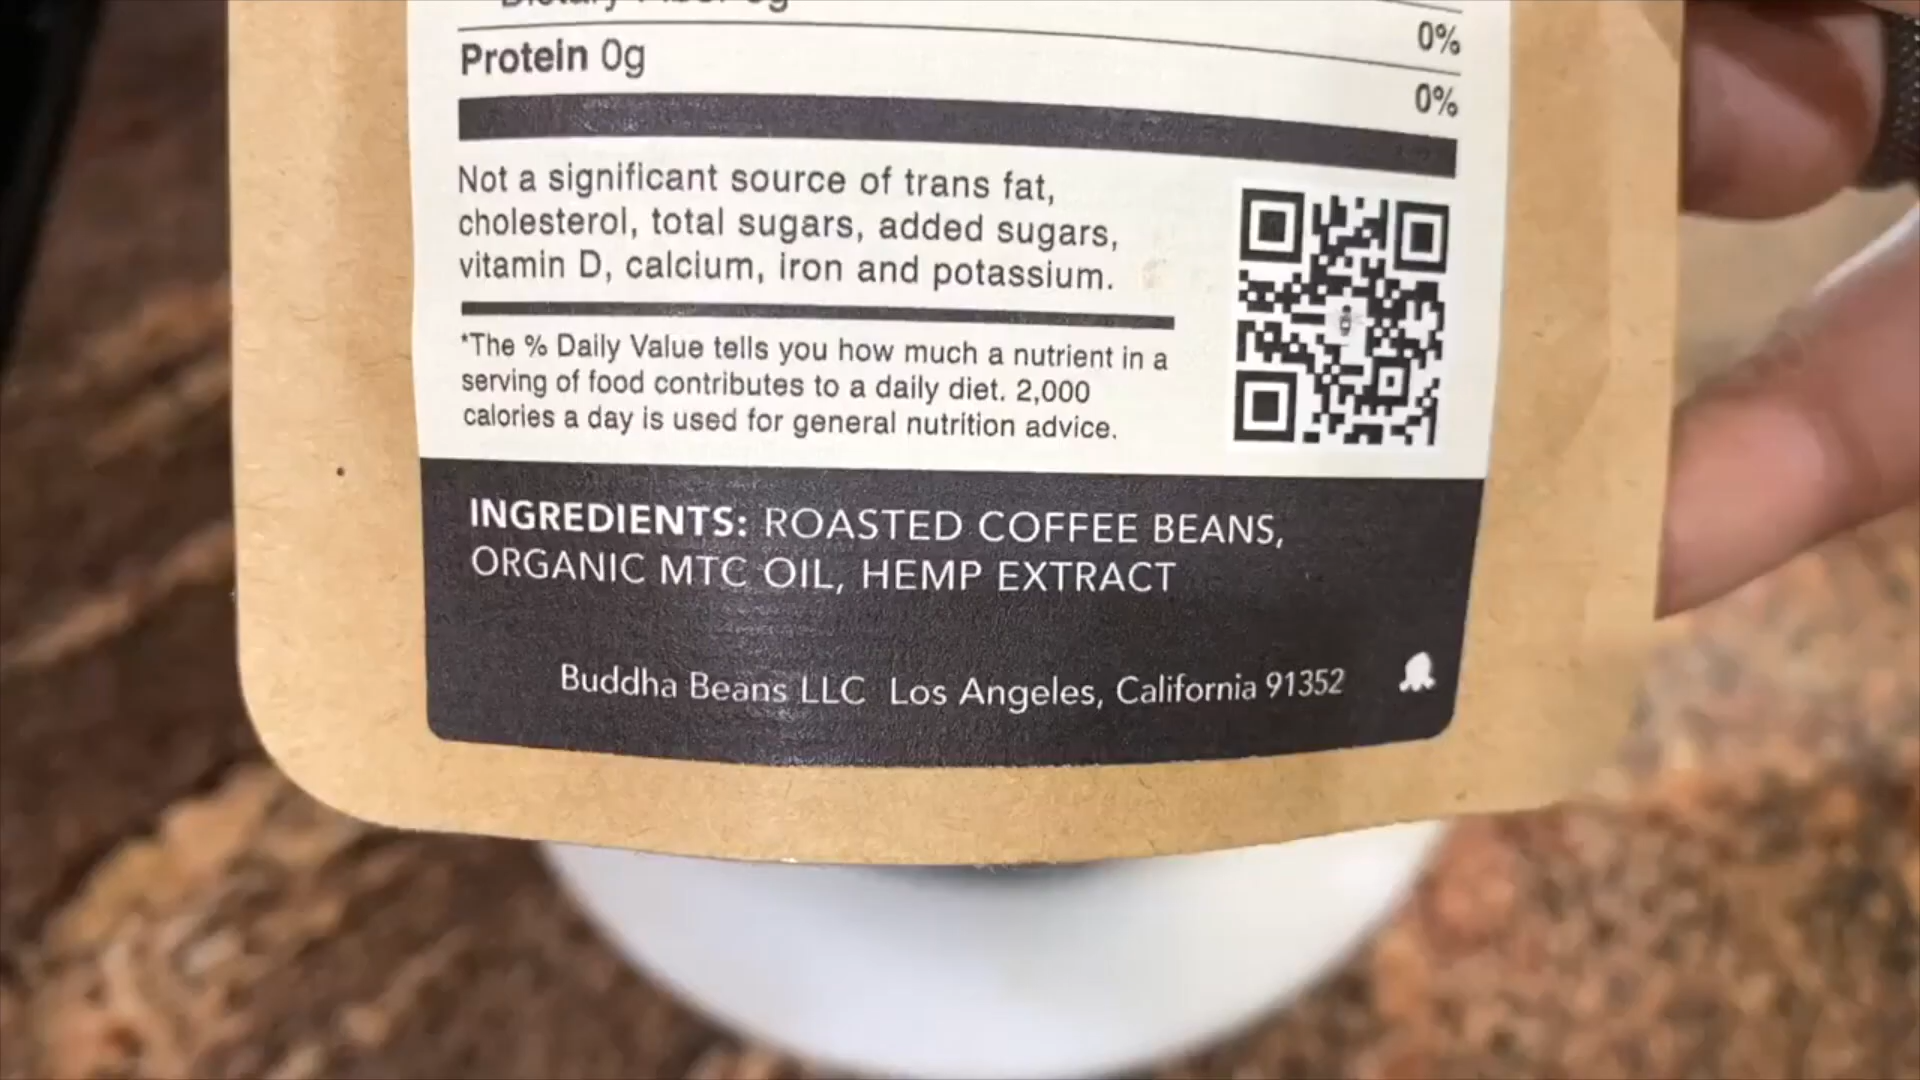 Dietary Fiber 0g
0%
Protein 0g
0%
Not a significant source of trans fat,
cholesterol, total sugars, added sugars,
vitamin D, calcium, iron and potassium.
*The % Daily Value tells you how much a nutrient in a
serving of food contributes to a daily diet. 2,000
calories a day is used for general nutrition advice.
INGREDIENTS: ROASTED COFFEE BEANS,
ORGANIC MTC OIL, HEMP EXTRACT
Buddha Beans LLC Los Angeles, California 91352